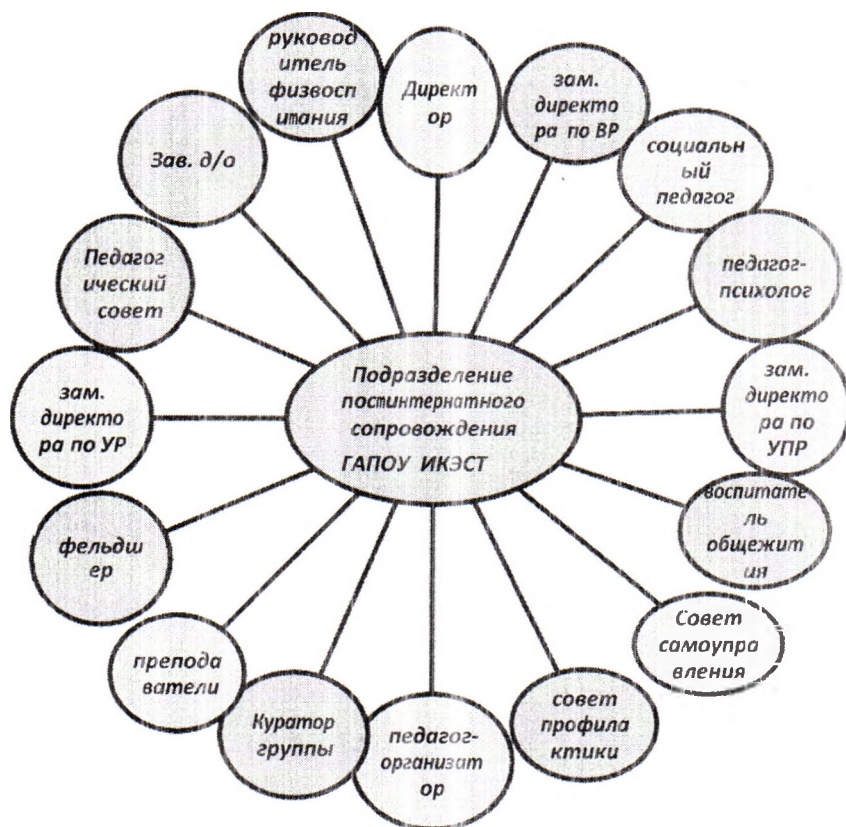 руковод
итель
физвосп
итания
Директ
ор
зам.
директо
ра по ВР
социальн
ый
педагог
педагог-
психолог
зам.
директо
ра по
УПР
воспитате
ль
общежит
ия
Совет
самоупра
вления
совет
профила
ктики
педагог-
организат
ор
Куратор
группы
препода
ватели
фельдш
ер
зам.
директо
ра по УР
Педагог
ический
совет
Зав. д/о
Подразделение
постинтернатного
сопровождения
ГАПОУ ИКЭСТ